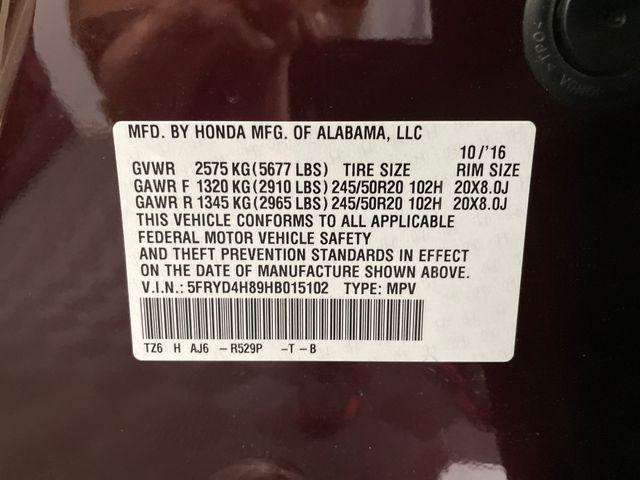 HONDA >TPO<
MFD. BY HONDA MFG. OF ALABAMA, LLC
10/'16
GVWR 2575 KG(5677 LBS) TIRE SIZE RIM SIZE
GAWR F 1320 KG(2910 LBS) 245/50R20 102H 20X8.0J
GAWR R 1345 KG(2965 LBS) 245/50R20 102H 20X8.0J
THIS VEHICLE CONFORMS TO ALL APPLICABLE
FEDERAL MOTOR VEHICLE SAFETY
AND THEFT PREVENTION STANDARDS IN EFFECT
ON THE DATE OF MANUFACTURE SHOWN ABOVE.
V.I.N.: 5FRYD4H89HB015102 TYPE: MPV
TZ6 H AJ6 -R529P -T-B